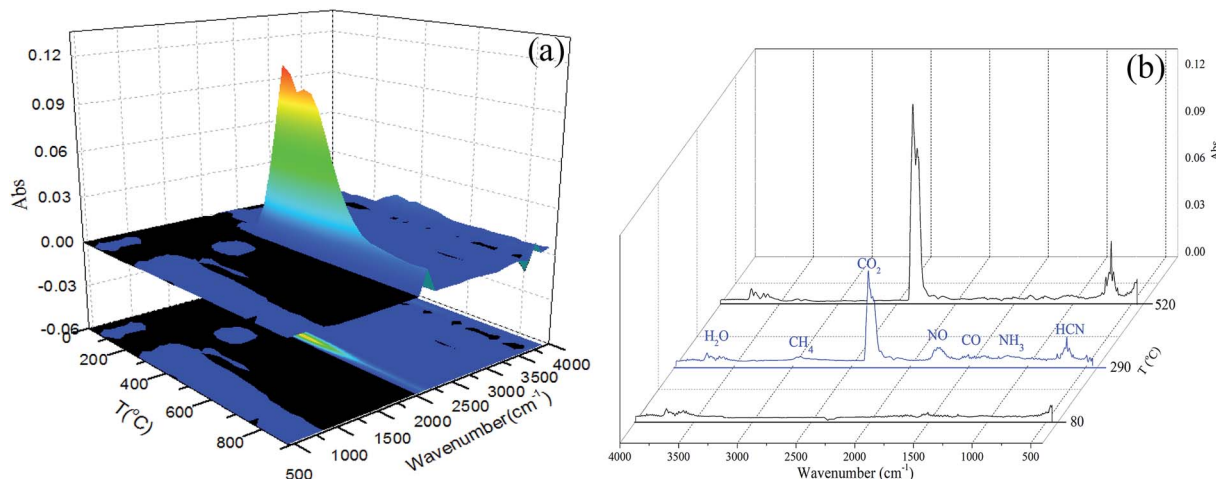 (a)
0.12
0.09
0.06
0.03
0.00
-0.03
-0.06
Abs
0
200
400
600
800
T(°C)
500
1000
1500
2000
2500
3000
3500
4000
Wavenumber(cm⁻¹)
(b)
0.12
0.09
0.06
0.03
0.00
Abs
520
290
80
T (°C)
H₂O
CH₄
CO₂
NO
CO
NH₃
HCN
4000
3500
3000
2500
2000
1500
1000
500
Wavenumber (cm⁻¹)